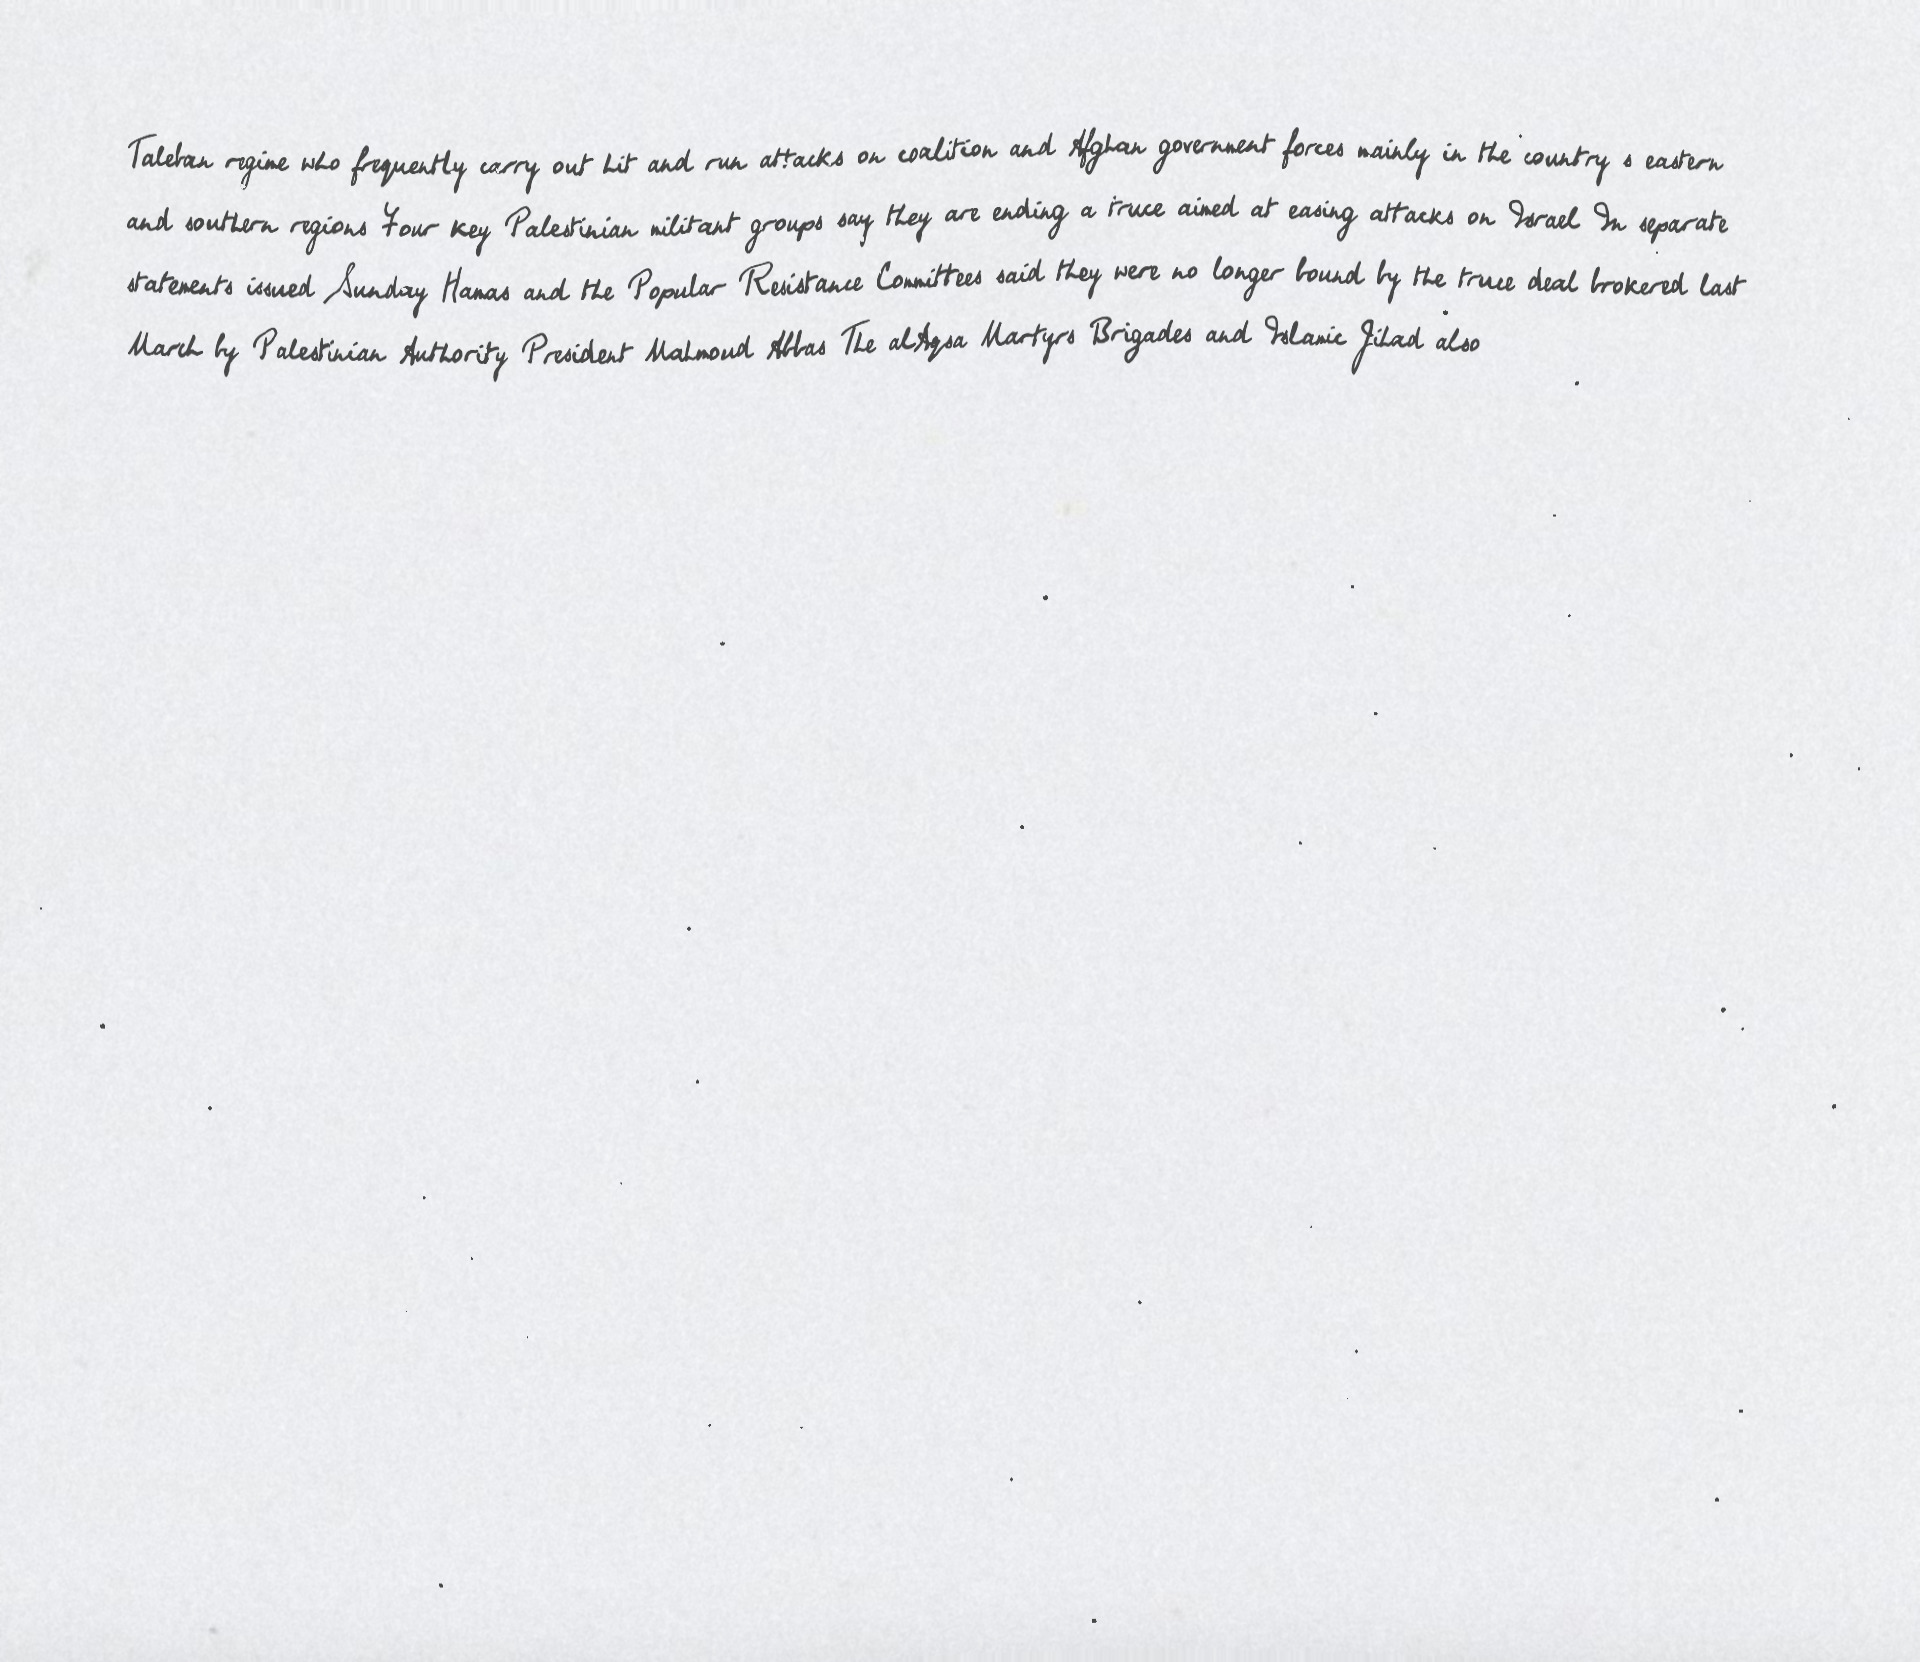 Taleban regime who frequently carry out hit and run attacks on coalition and Afghan government forces mainly in the country s eastern
and southern regions Four key Palestinian militant groups say they are ending a truce aimed at easing attacks on Israel In separate
statements issued Sunday Hamas and the Popular Resistance Committees said they were no longer bound by the truce deal brokered last
March by Palestinian Authority President Mahmoud Abbas The alAqsa Martyrs Brigades and Islamic Jihad also